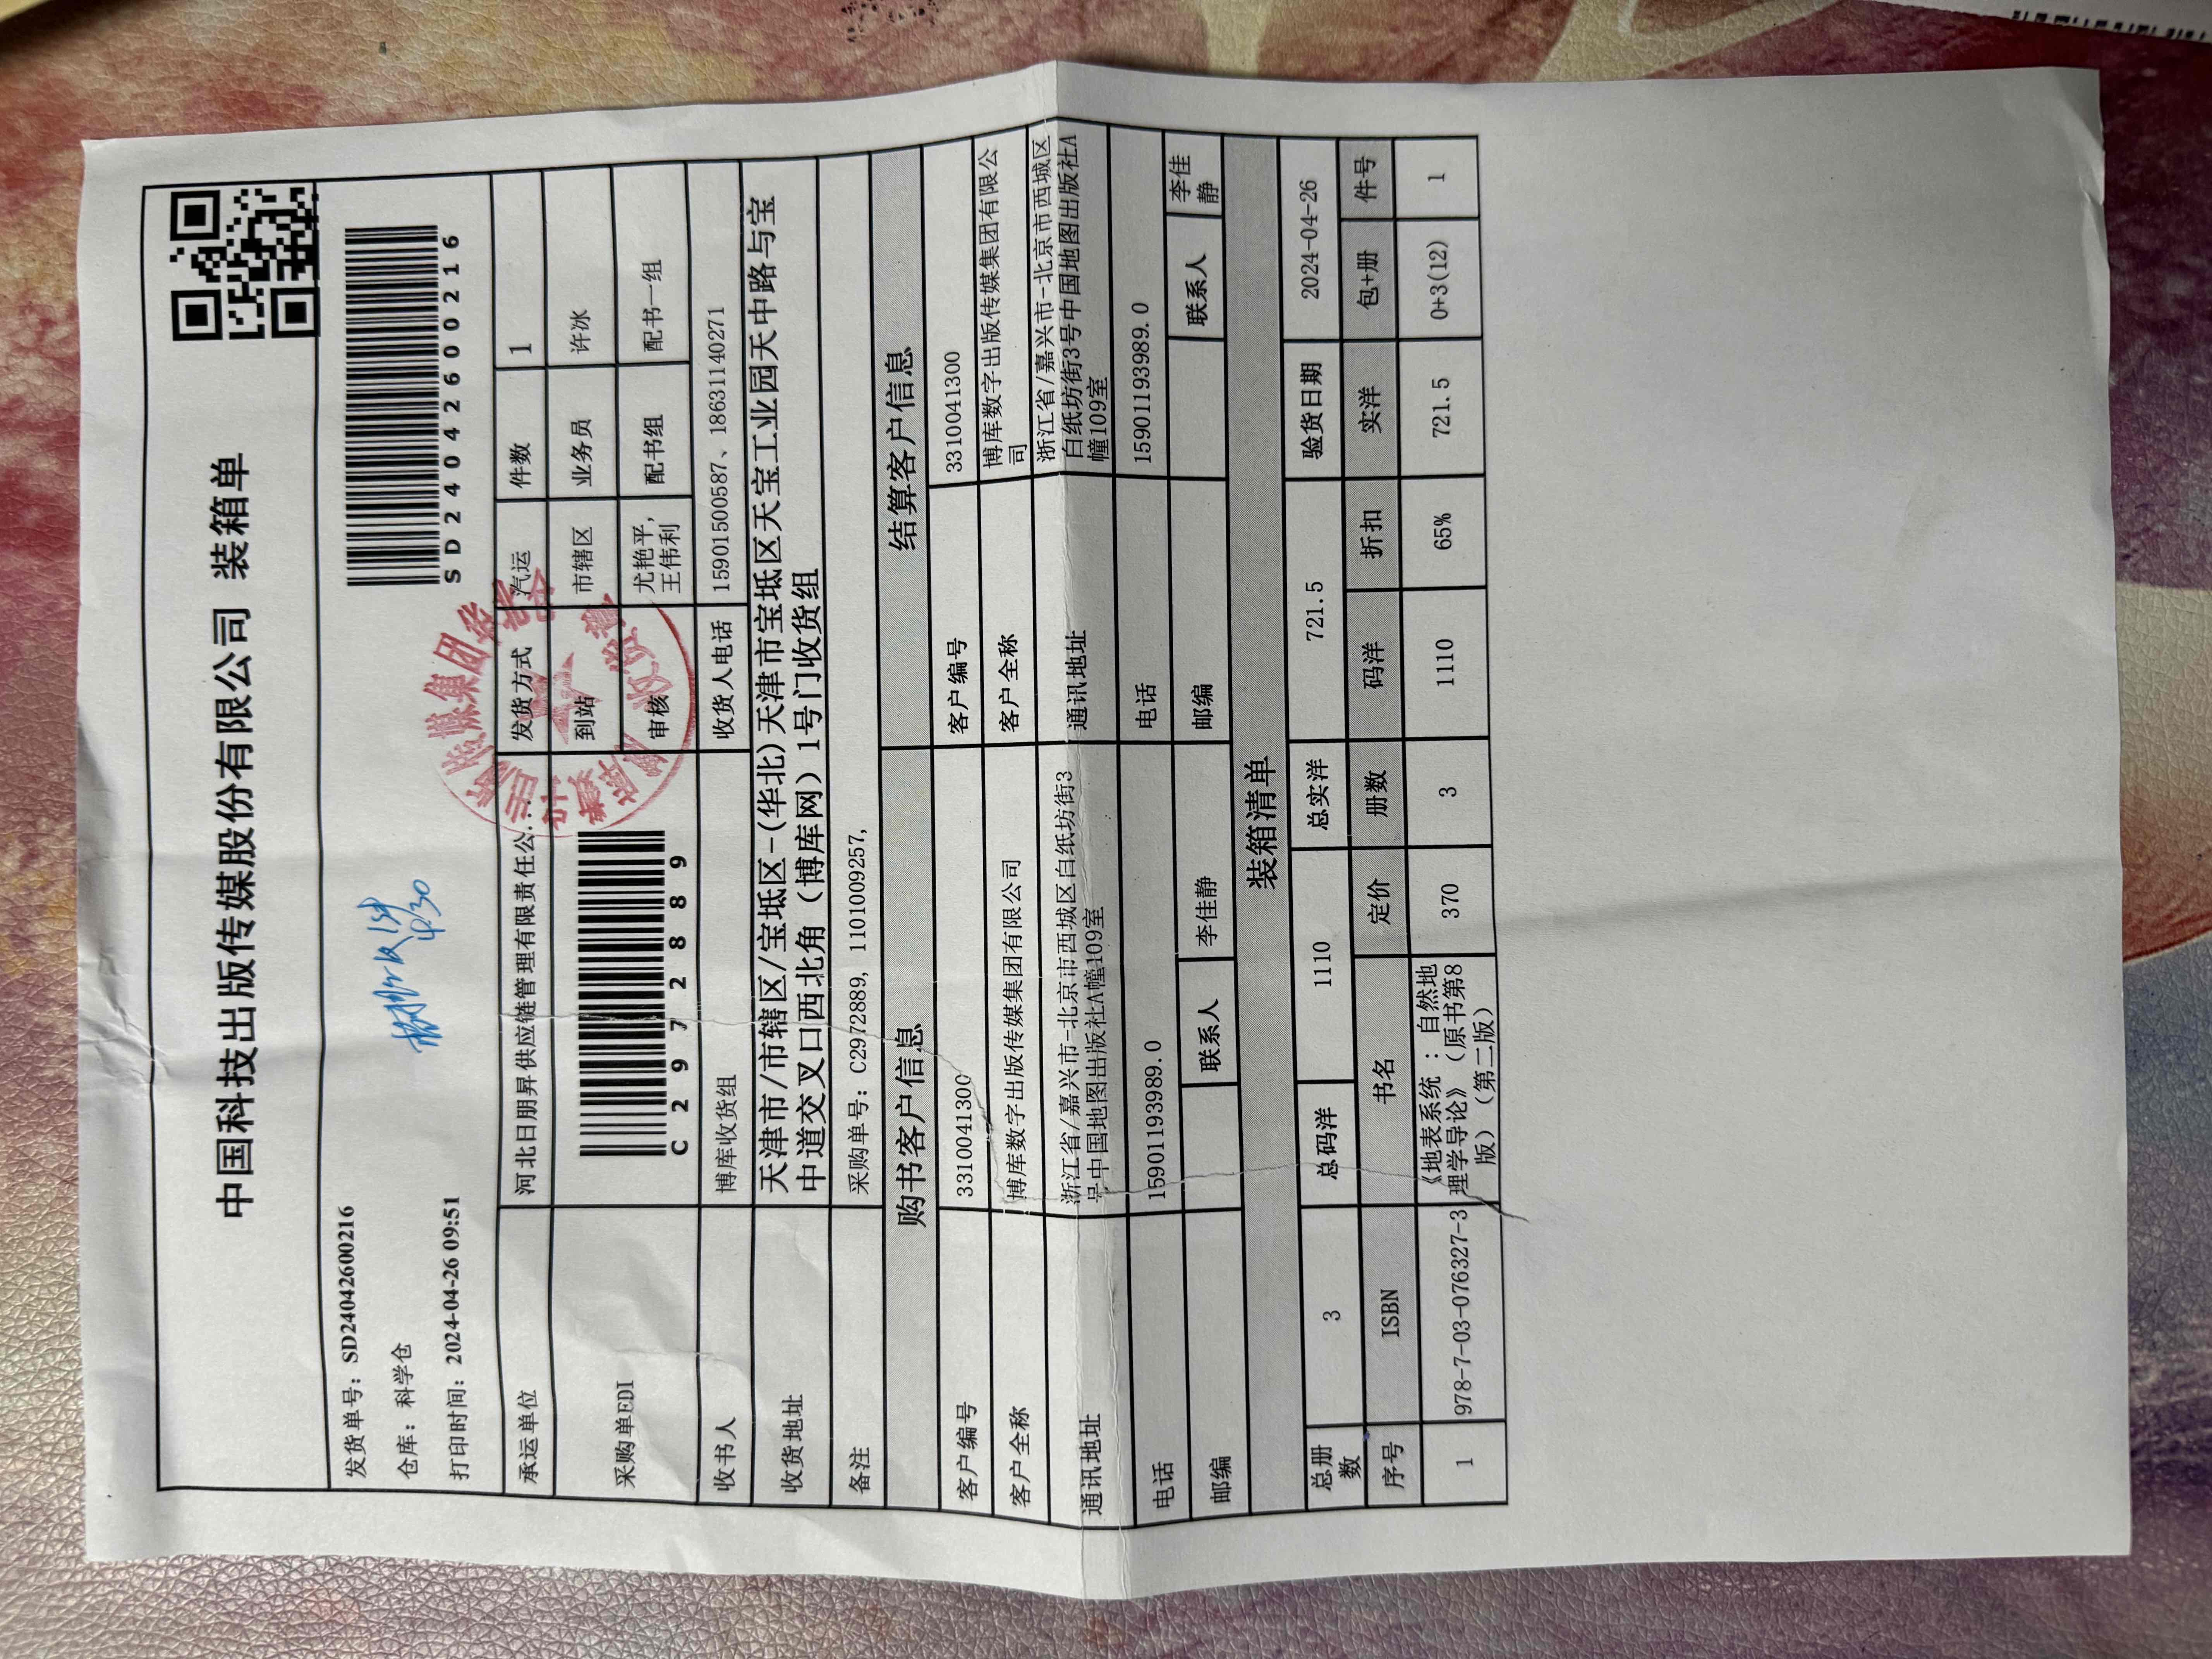 中国科技出版传媒股份有限公司 装箱单
发货单号：SD24042600216
仓库：科学仓
打印时间：2024-04-26 09:51
SD24042600216
4.30
承运单位 河北日朋昇供应链管理有限责任公... 发货方式 汽运 件数 1
采购单EDI C2972889 到站 市辖区 业务员 许冰
审核 尤艳平, 王伟利 配书组 配书一组
收书人 博库收货组 收货人电话 15901500587、18631140271
收货地址 天津市/市辖区/宝坻区-(华北)天津市宝坻区天宝工业园天中路与宝
中道交叉口西北角（博库网）1号门收货组
备注 采购单号：C2972889, 1101009257,
购书客户信息 结算客户信息
客户编号 3310041300 客户编号 3310041300
客户全称 博库数字出版传媒集团有限公司 客户全称 博库数字出版传媒集团有限公
司
通讯地址 浙江省/嘉兴市-北京市西城区白纸坊街3
号中国地图出版社A幢109室
通讯地址 浙江省/嘉兴市-北京市西城区
白纸坊街3号中国地图出版社A
幢109室
电话 15901193989.0 电话 15901193989.0
邮编 联系人 李佳静 邮编 联系人 李佳
静
装箱清单
总册
数 3 总码洋 1110 总实洋 721.5 验货日期 2024-04-26
序号 ISBN 书名 定价 册数 码洋 折扣 实洋 包+册 件号
1 978-7-03-076327-3 《地表系统：自然地
理学导论》（原书第8
版）（第二版） 370 3 1110 65% 721.5 0+3(12) 1